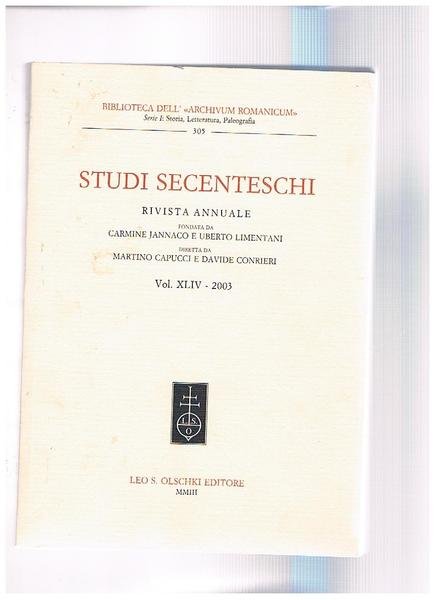 BIBLIOTECA DELL' «ARCHIVUM ROMANICUM»
Serie I: Storia, Letteratura, Paleografia
305
STUDI SECENTESCHI
RIVISTA ANNUALE
FONDATA DA
CARMINE JANNACO E UBERTO LIMENTANI
DIRETTA DA
MARTINO CAPUCCI E DAVIDE CONRIERI
Vol. XLIV - 2003
L S
O
LEO S. OLSCHKI EDITORE
MMIII